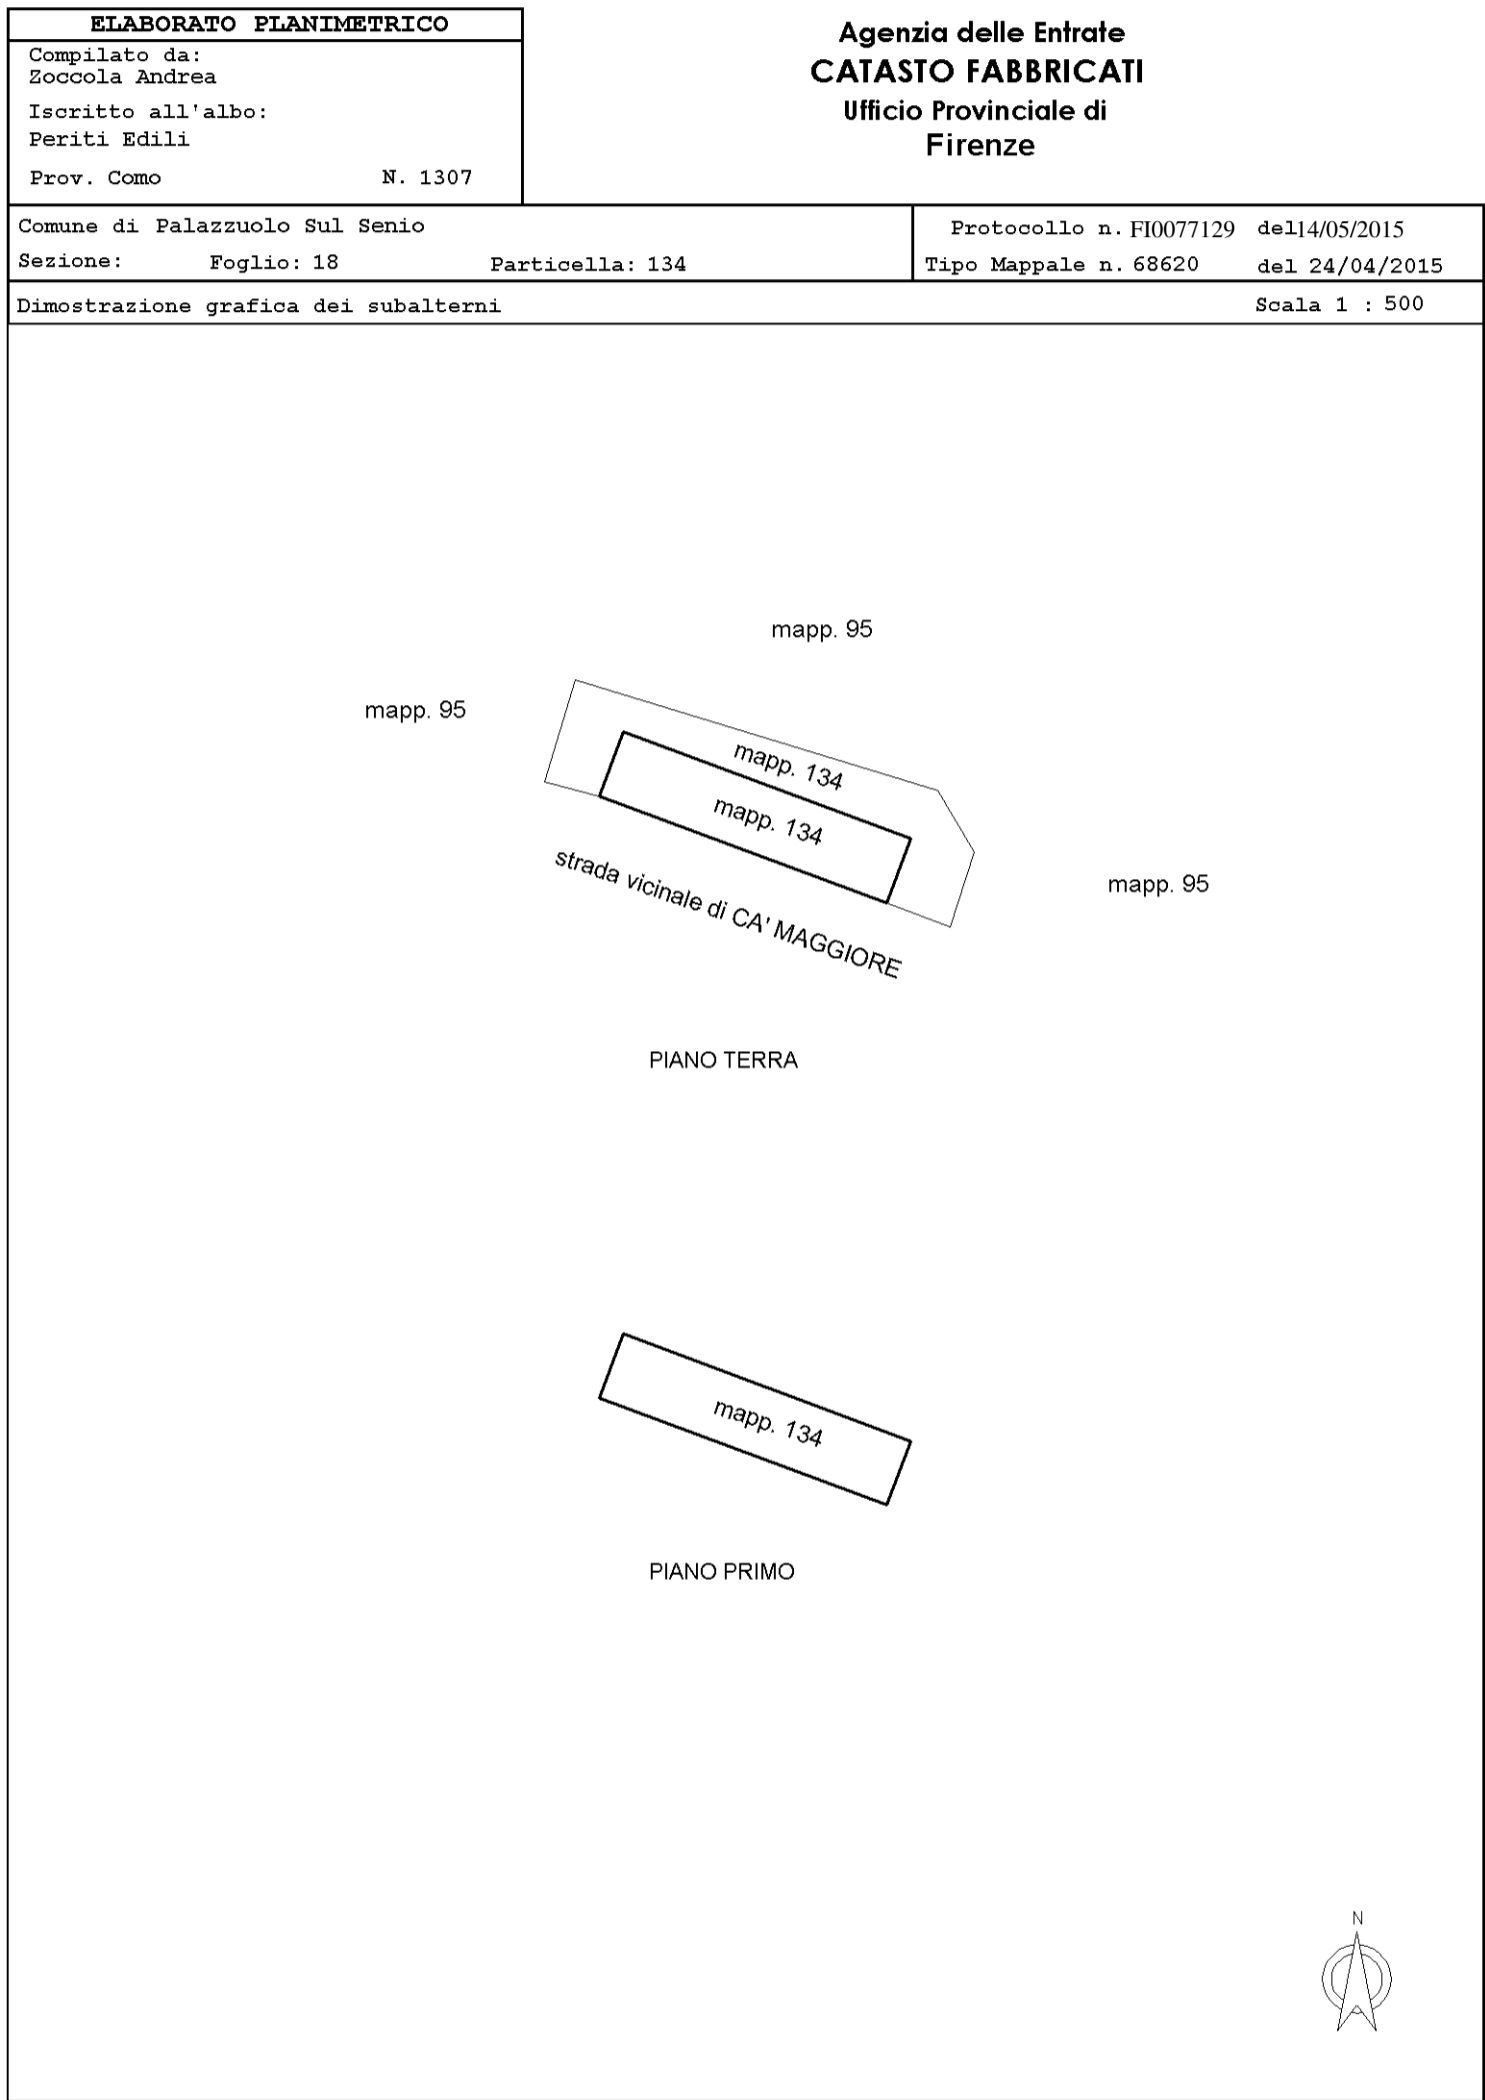 ELABORATO PLANIMETRICO
Compilato da:
Zoccola Andrea
Iscritto all'albo:
Periti Edili
Prov. Como N. 1307
Agenzia delle Entrate
CATASTO FABBRICATI
Ufficio Provinciale di
Firenze
Comune di Palazzuolo Sul Senio
Sezione: Foglio: 18 Particella: 134
Protocollo n. FI0077129 del14/05/2015
Tipo Mappale n. 68620 del 24/04/2015
Dimostrazione grafica dei subalterni Scala 1 : 500
mapp. 95
mapp. 95
mapp. 134
mapp. 134
mapp. 95
strada vicinale di CA' MAGGIORE
PIANO TERRA
mapp. 134
PIANO PRIMO
N